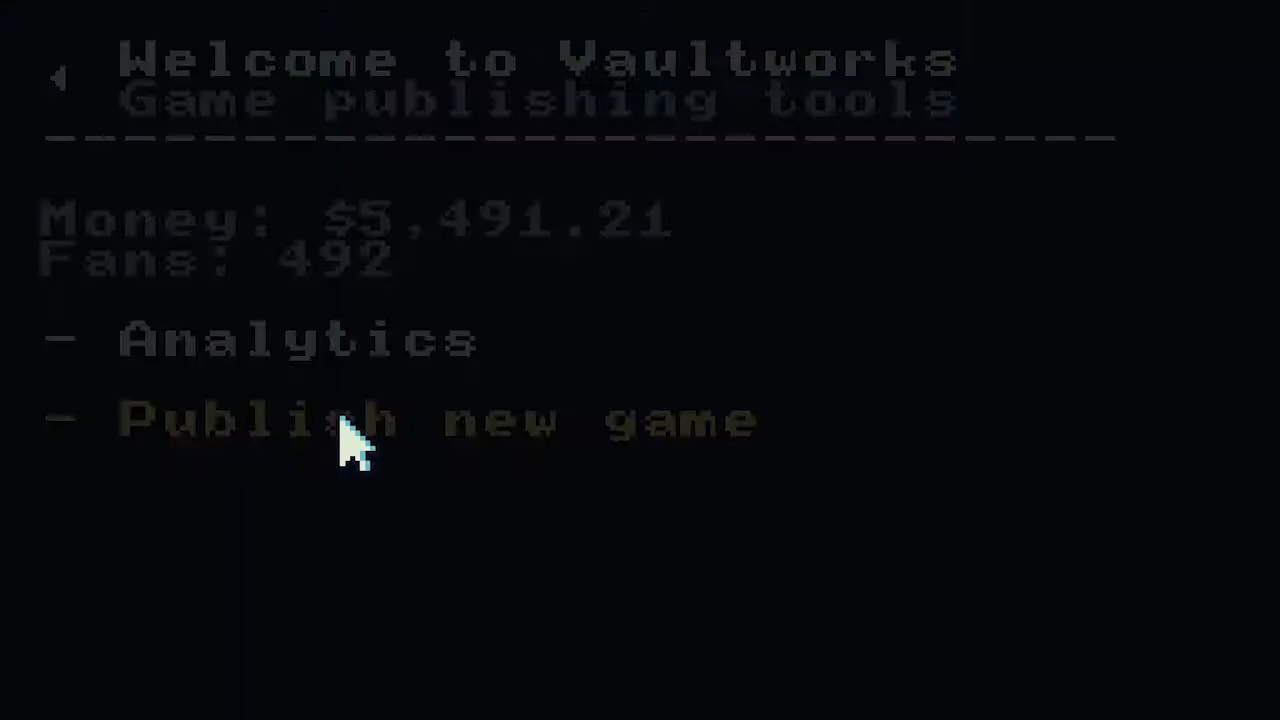 Welcome to Vaultworks
Game publishing tools
Money: $5,491.21
Fans: 492
- Analytics
- Publish new game